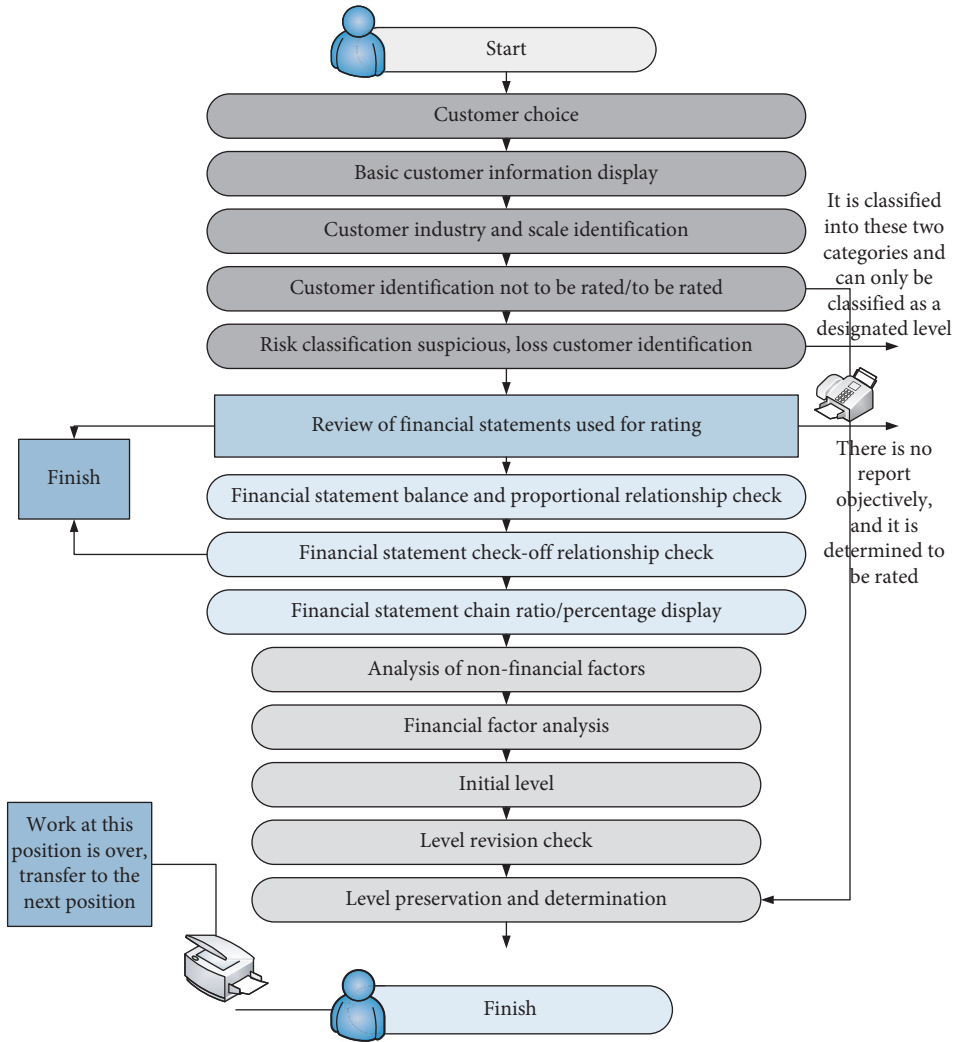 Start
Customer choice
Basic customer information display
Customer industry and scale identification
Customer identification not to be rated/to be rated
Risk classification suspicious, loss customer identification
It is classified
into these two
categories and
can only be
classified as a
designated level
Review of financial statements used for rating
Finish
There is no
report
objectively,
and it is
determined to
be rated
Financial statement balance and proportional relationship check
Financial statement check-off relationship check
Financial statement chain ratio/percentage display
Analysis of non-financial factors
Financial factor analysis
Initial level
Level revision check
Level preservation and determination
Work at this
position is over,
transfer to the
next position
Finish